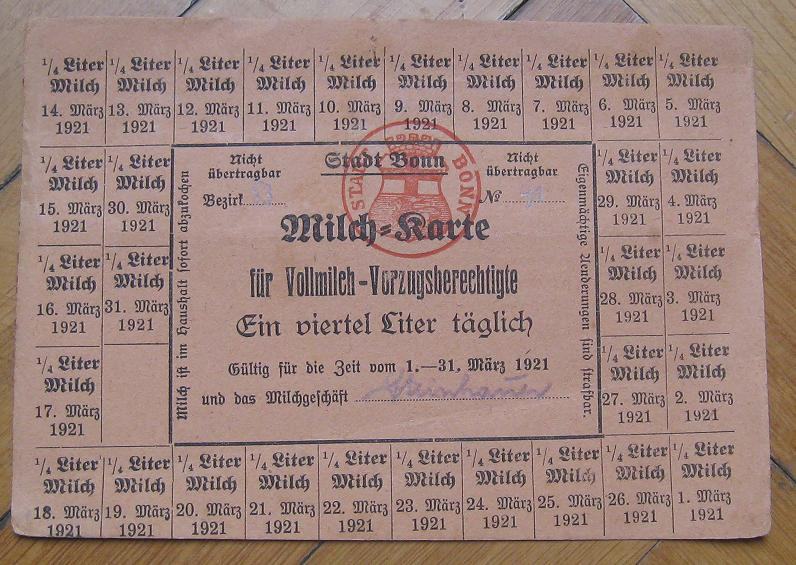 1/4 Liter Milch 14. März 1921
1/4 Liter Milch 13. März 1921
1/4 Liter Milch 12. März 1921
1/4 Liter Milch 11. März 1921
1/4 Liter Milch 10. März 1921
1/4 Liter Milch 9. März 1921
1/4 Liter Milch 8. März 1921
1/4 Liter Milch 7. März 1921
1/4 Liter Milch 6. März 1921
1/4 Liter Milch 5. März 1921
1/4 Liter Milch 15. März 1921
1/4 Liter Milch 30. März 1921
1/4 Liter Milch 16. März 1921
1/4 Liter Milch 31. März 1921
1/4 Liter Milch 17. März 1921
Milch ist im Haushalt sofort abzukochen
Nicht übertragbar
Stadt Bonn
Nicht übertragbar
STADT BONN
Bezirk
No
Milch-Karte
für Vollmilch-Vorzugsberechtigte
Ein viertel Liter täglich
Gültig für die Zeit vom 1.—31. März 1921
und das Milchgeschäft
Eigenmächtige Aenderungen sind strafbar.
1/4 Liter Milch 29. März 1921
1/4 Liter Milch 4. März 1921
1/4 Liter Milch 28. März 1921
1/4 Liter Milch 3. März 1921
1/4 Liter Milch 27. März 1921
1/4 Liter Milch 2. März 1921
1/4 Liter Milch 18. März 1921
1/4 Liter Milch 19. März 1921
1/4 Liter Milch 20. März 1921
1/4 Liter Milch 21. März 1921
1/4 Liter Milch 22. März 1921
1/4 Liter Milch 23. März 1921
1/4 Liter Milch 24. März 1921
1/4 Liter Milch 25. März 1921
1/4 Liter Milch 26. März 1921
1/4 Liter Milch 1. März 1921